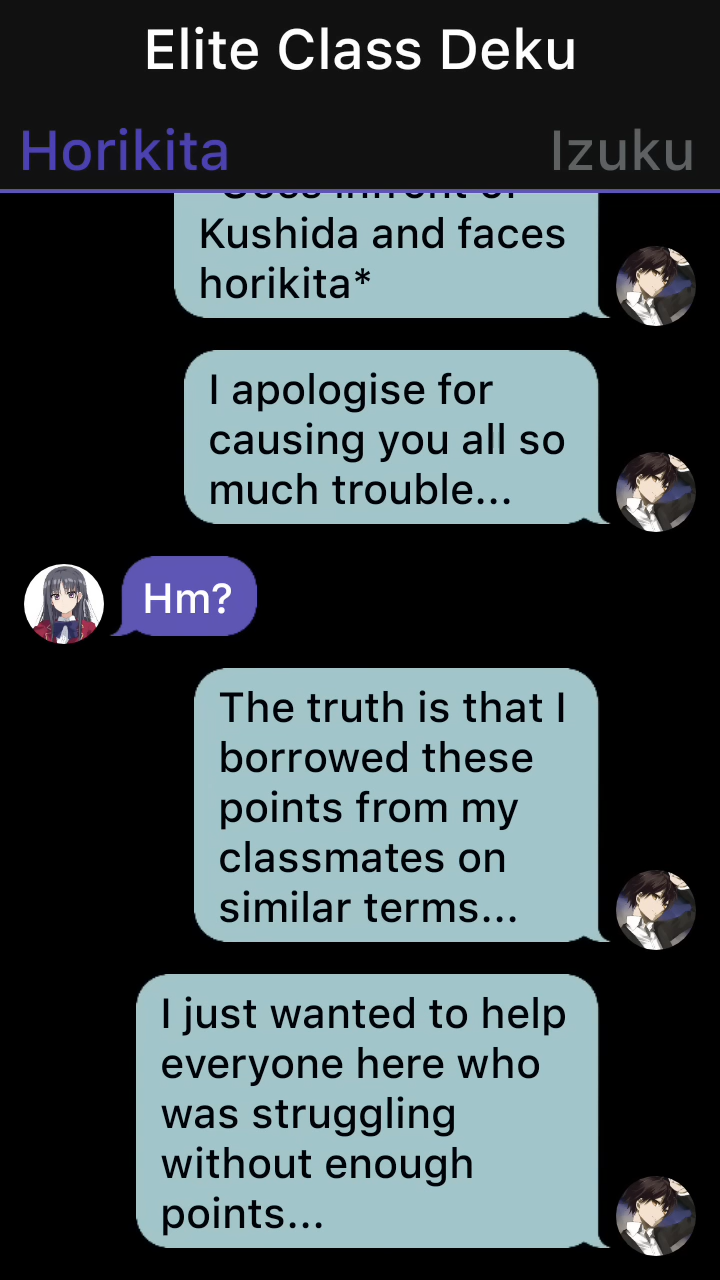 Elite Class Deku
Horikita
Izuku
Kushida and faces
horikita*
I apologise for
causing you all so
much trouble...
Hm?
The truth is that I
borrowed these
points from my
classmates on
similar terms...
I just wanted to help
everyone here who
was struggling
without enough
points...